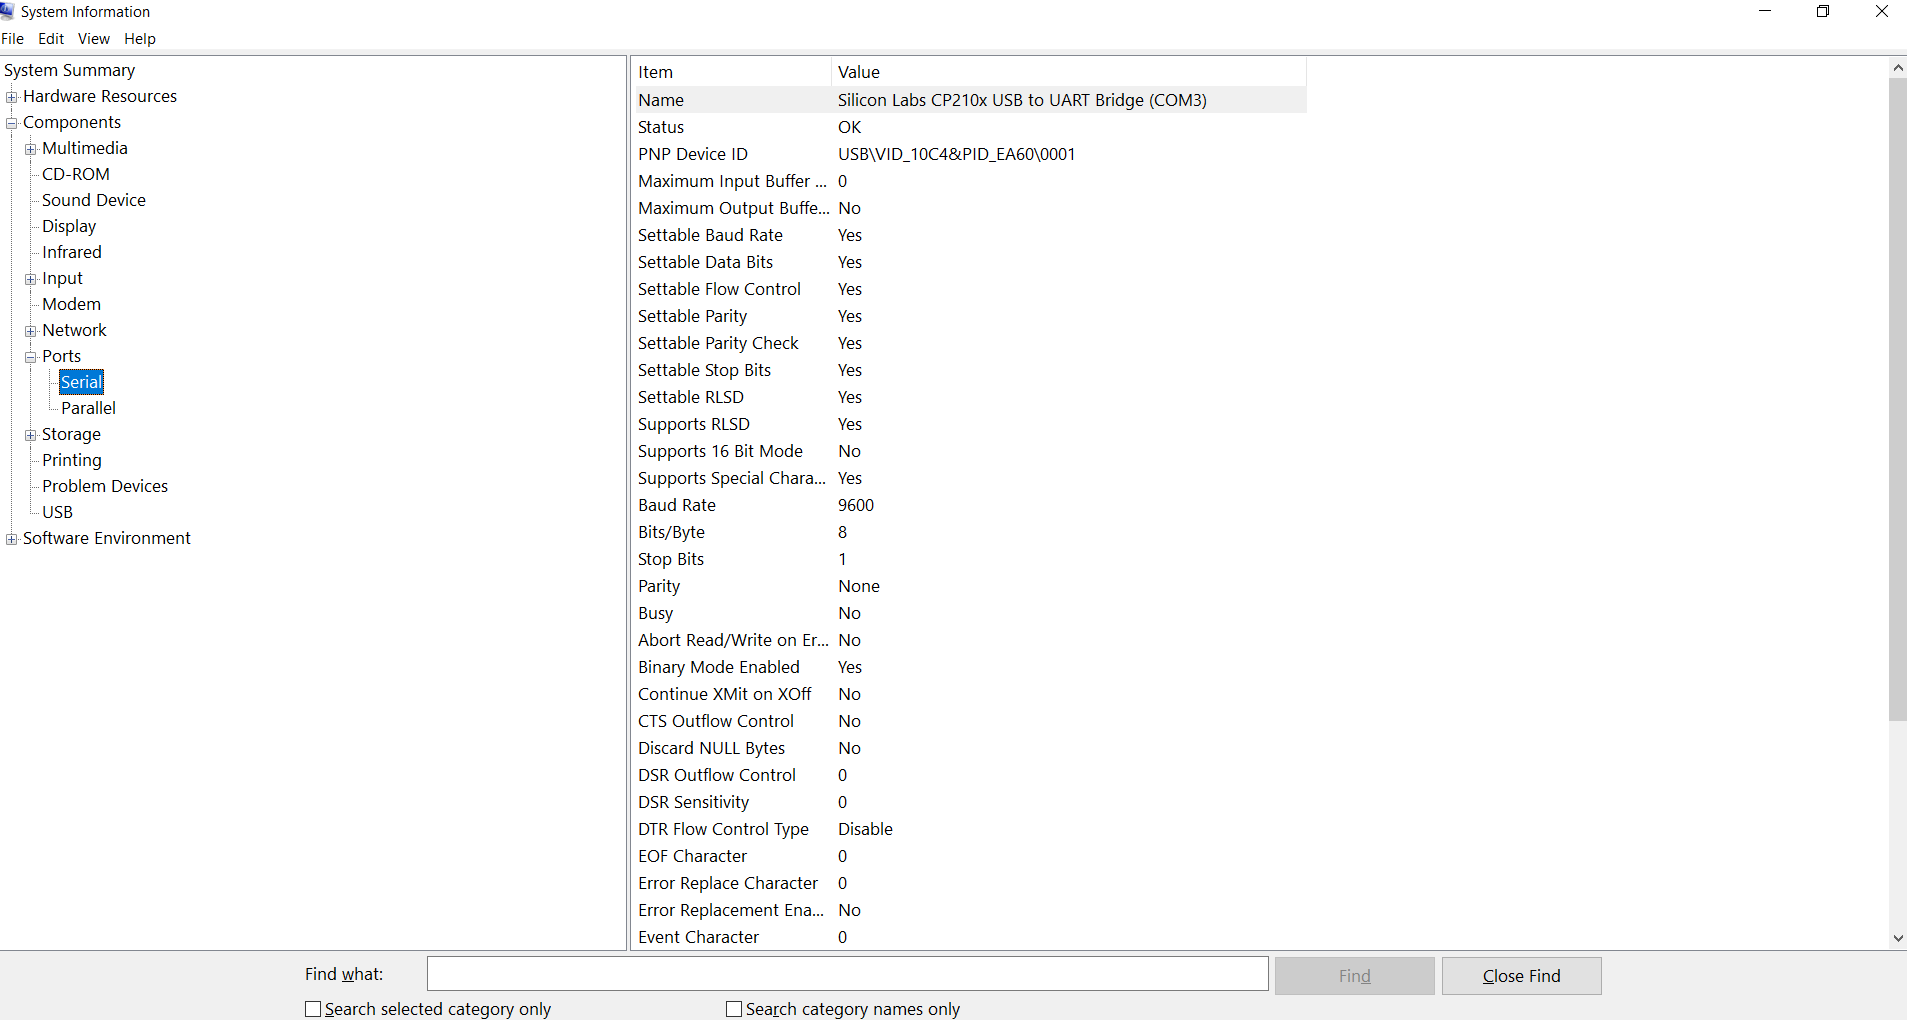 System Information
File Edit View Help
System Summary
Hardware Resources
Components
Multimedia
CD-ROM
Sound Device
Display
Infrared
Input
Modem
Network
Ports
Serial
Parallel
Storage
Printing
Problem Devices
USB
Software Environment
Item Value
Name Silicon Labs CP210x USB to UART Bridge (COM3)
Status OK
PNP Device ID USB\VID_10C4&PID_EA60\0001
Maximum Input Buffer ... 0
Maximum Output Buffe... No
Settable Baud Rate Yes
Settable Data Bits Yes
Settable Flow Control Yes
Settable Parity Yes
Settable Parity Check Yes
Settable Stop Bits Yes
Settable RLSD Yes
Supports RLSD Yes
Supports 16 Bit Mode No
Supports Special Chara... Yes
Baud Rate 9600
Bits/Byte 8
Stop Bits 1
Parity None
Busy No
Abort Read/Write on Er... No
Binary Mode Enabled Yes
Continue XMit on XOff No
CTS Outflow Control No
Discard NULL Bytes No
DSR Outflow Control 0
DSR Sensitivity 0
DTR Flow Control Type Disable
EOF Character 0
Error Replace Character 0
Error Replacement Ena... No
Event Character 0
Find what: Find Close Find
Search selected category only Search category names only